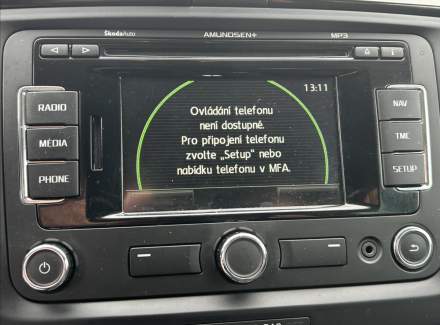 ŠkodaAuto AMUNDSEN+ MP3
13:11
RADIO
MÉDIA
PHONE
Ovládání telefonu
není dostupné.
Pro připojení telefonu
zvolte „Setup“ nebo
nabídku telefonu v MFA.
NAV
TMC
SETUP